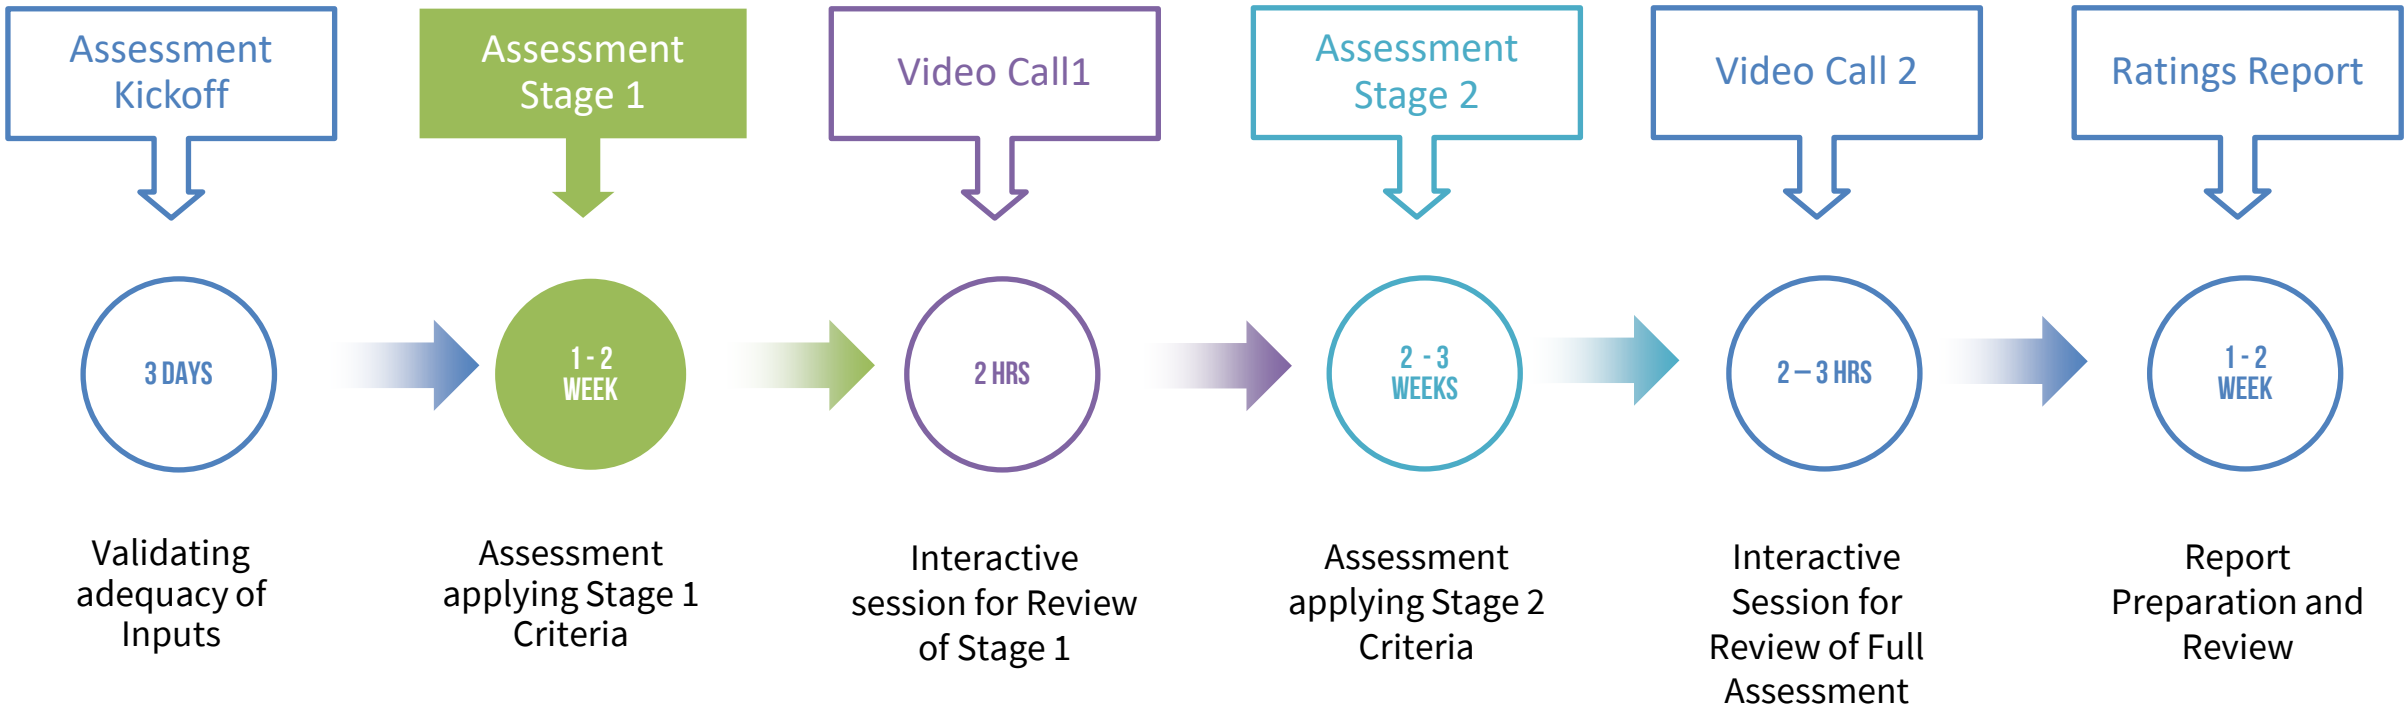 Assessment
Kickoff
Assessment
Stage 1
Video Call1
Assessment
Stage 2
Video Call 2
Ratings Report
3 DAYS
1 - 2
WEEK
2 HRS
2 - 3
WEEKS
2 – 3 HRS
1 - 2
WEEK
Validating
adequacy of
Inputs
Assessment
applying Stage 1
Criteria
Interactive
session for Review
of Stage 1
Assessment
applying Stage 2
Criteria
Interactive
Session for
Review of Full
Assessment
Report
Preparation and
Review